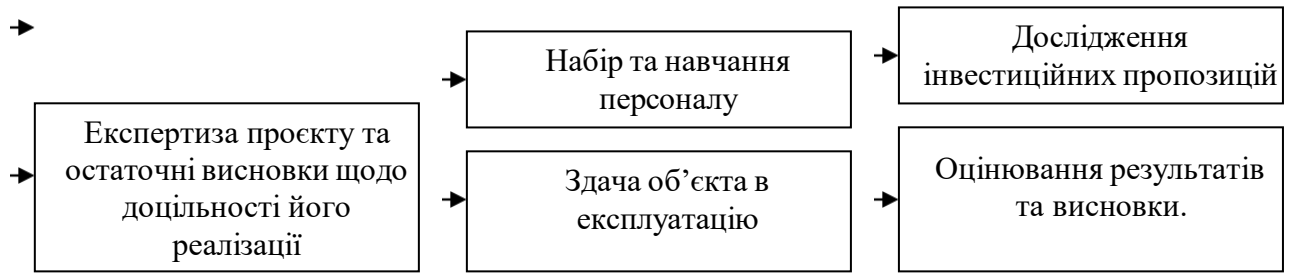 Експертиза проєкту та
остаточні висновки щодо
доцільності його
реалізації
Набір та навчання
персоналу
Здача об’єкта в
експлуатацію
Дослідження
інвестиційних пропозицій
Оцінювання результатів
та висновки.